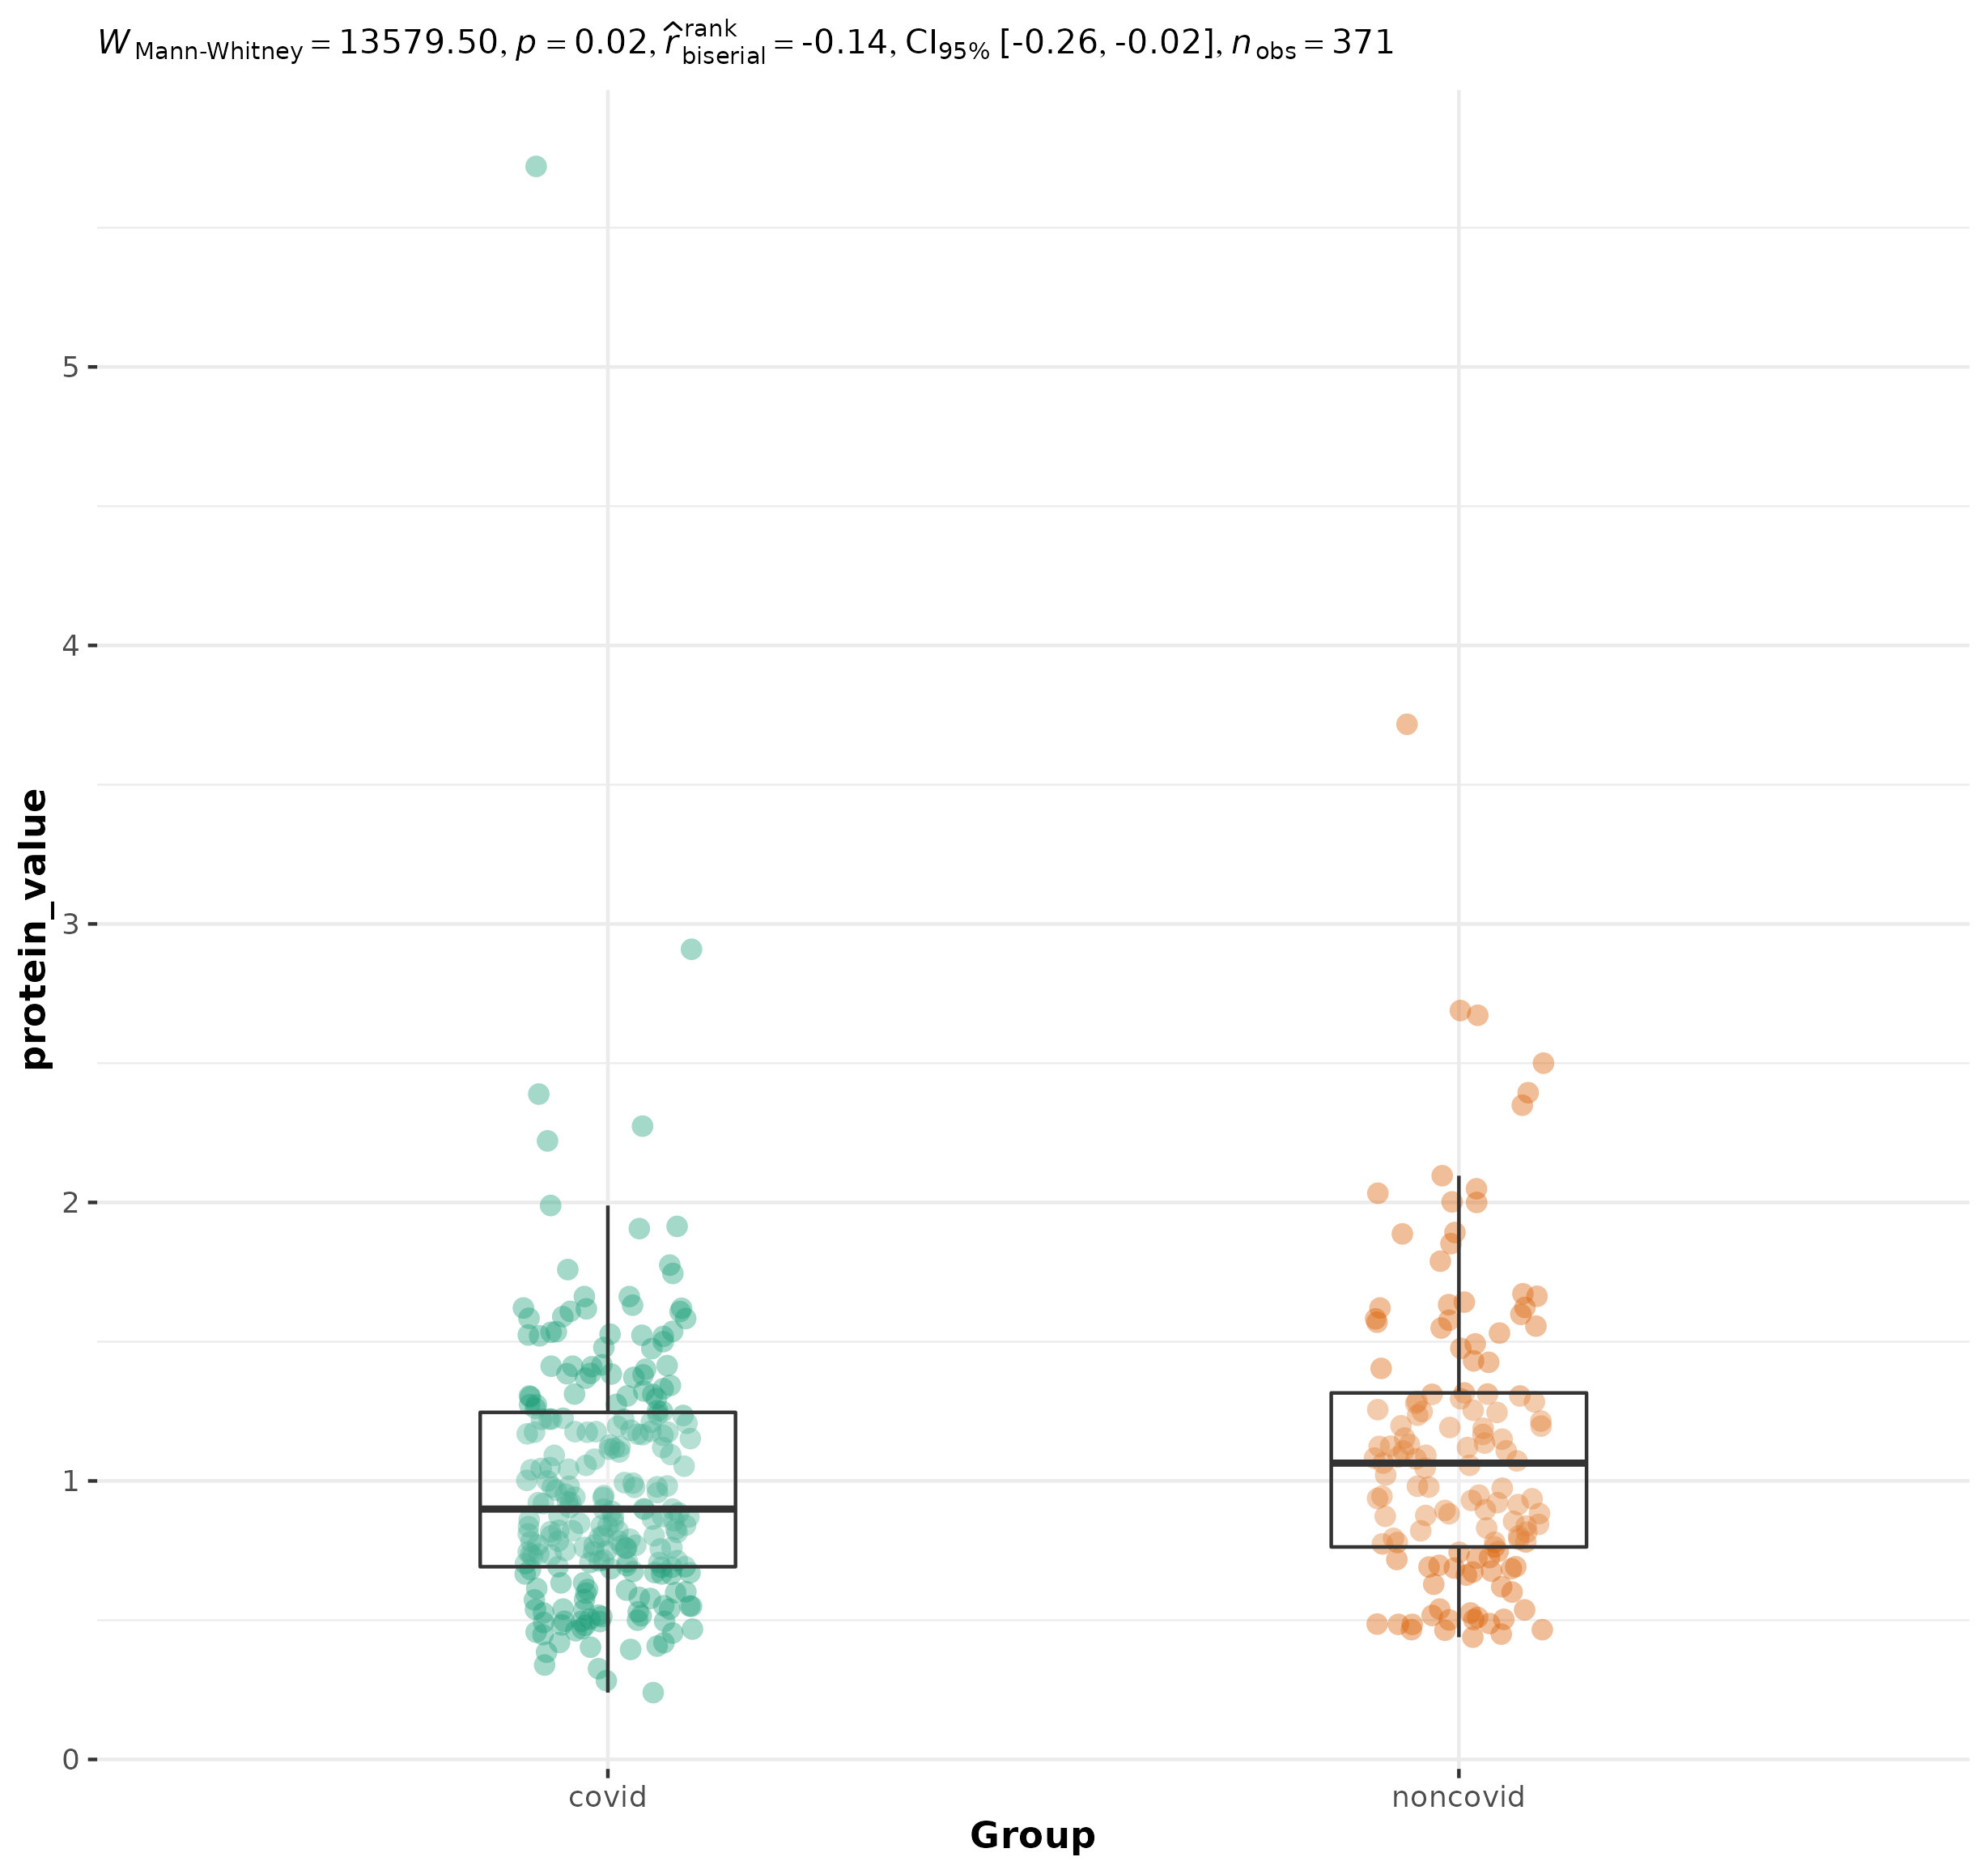 W Mann-Whitney = 13579.50, p = 0.02, r̂ rank biserial = -0.14, CI95% [-0.26, -0.02], n obs = 371
protein_value
5
4
3
2
1
0
covid noncovid
Group